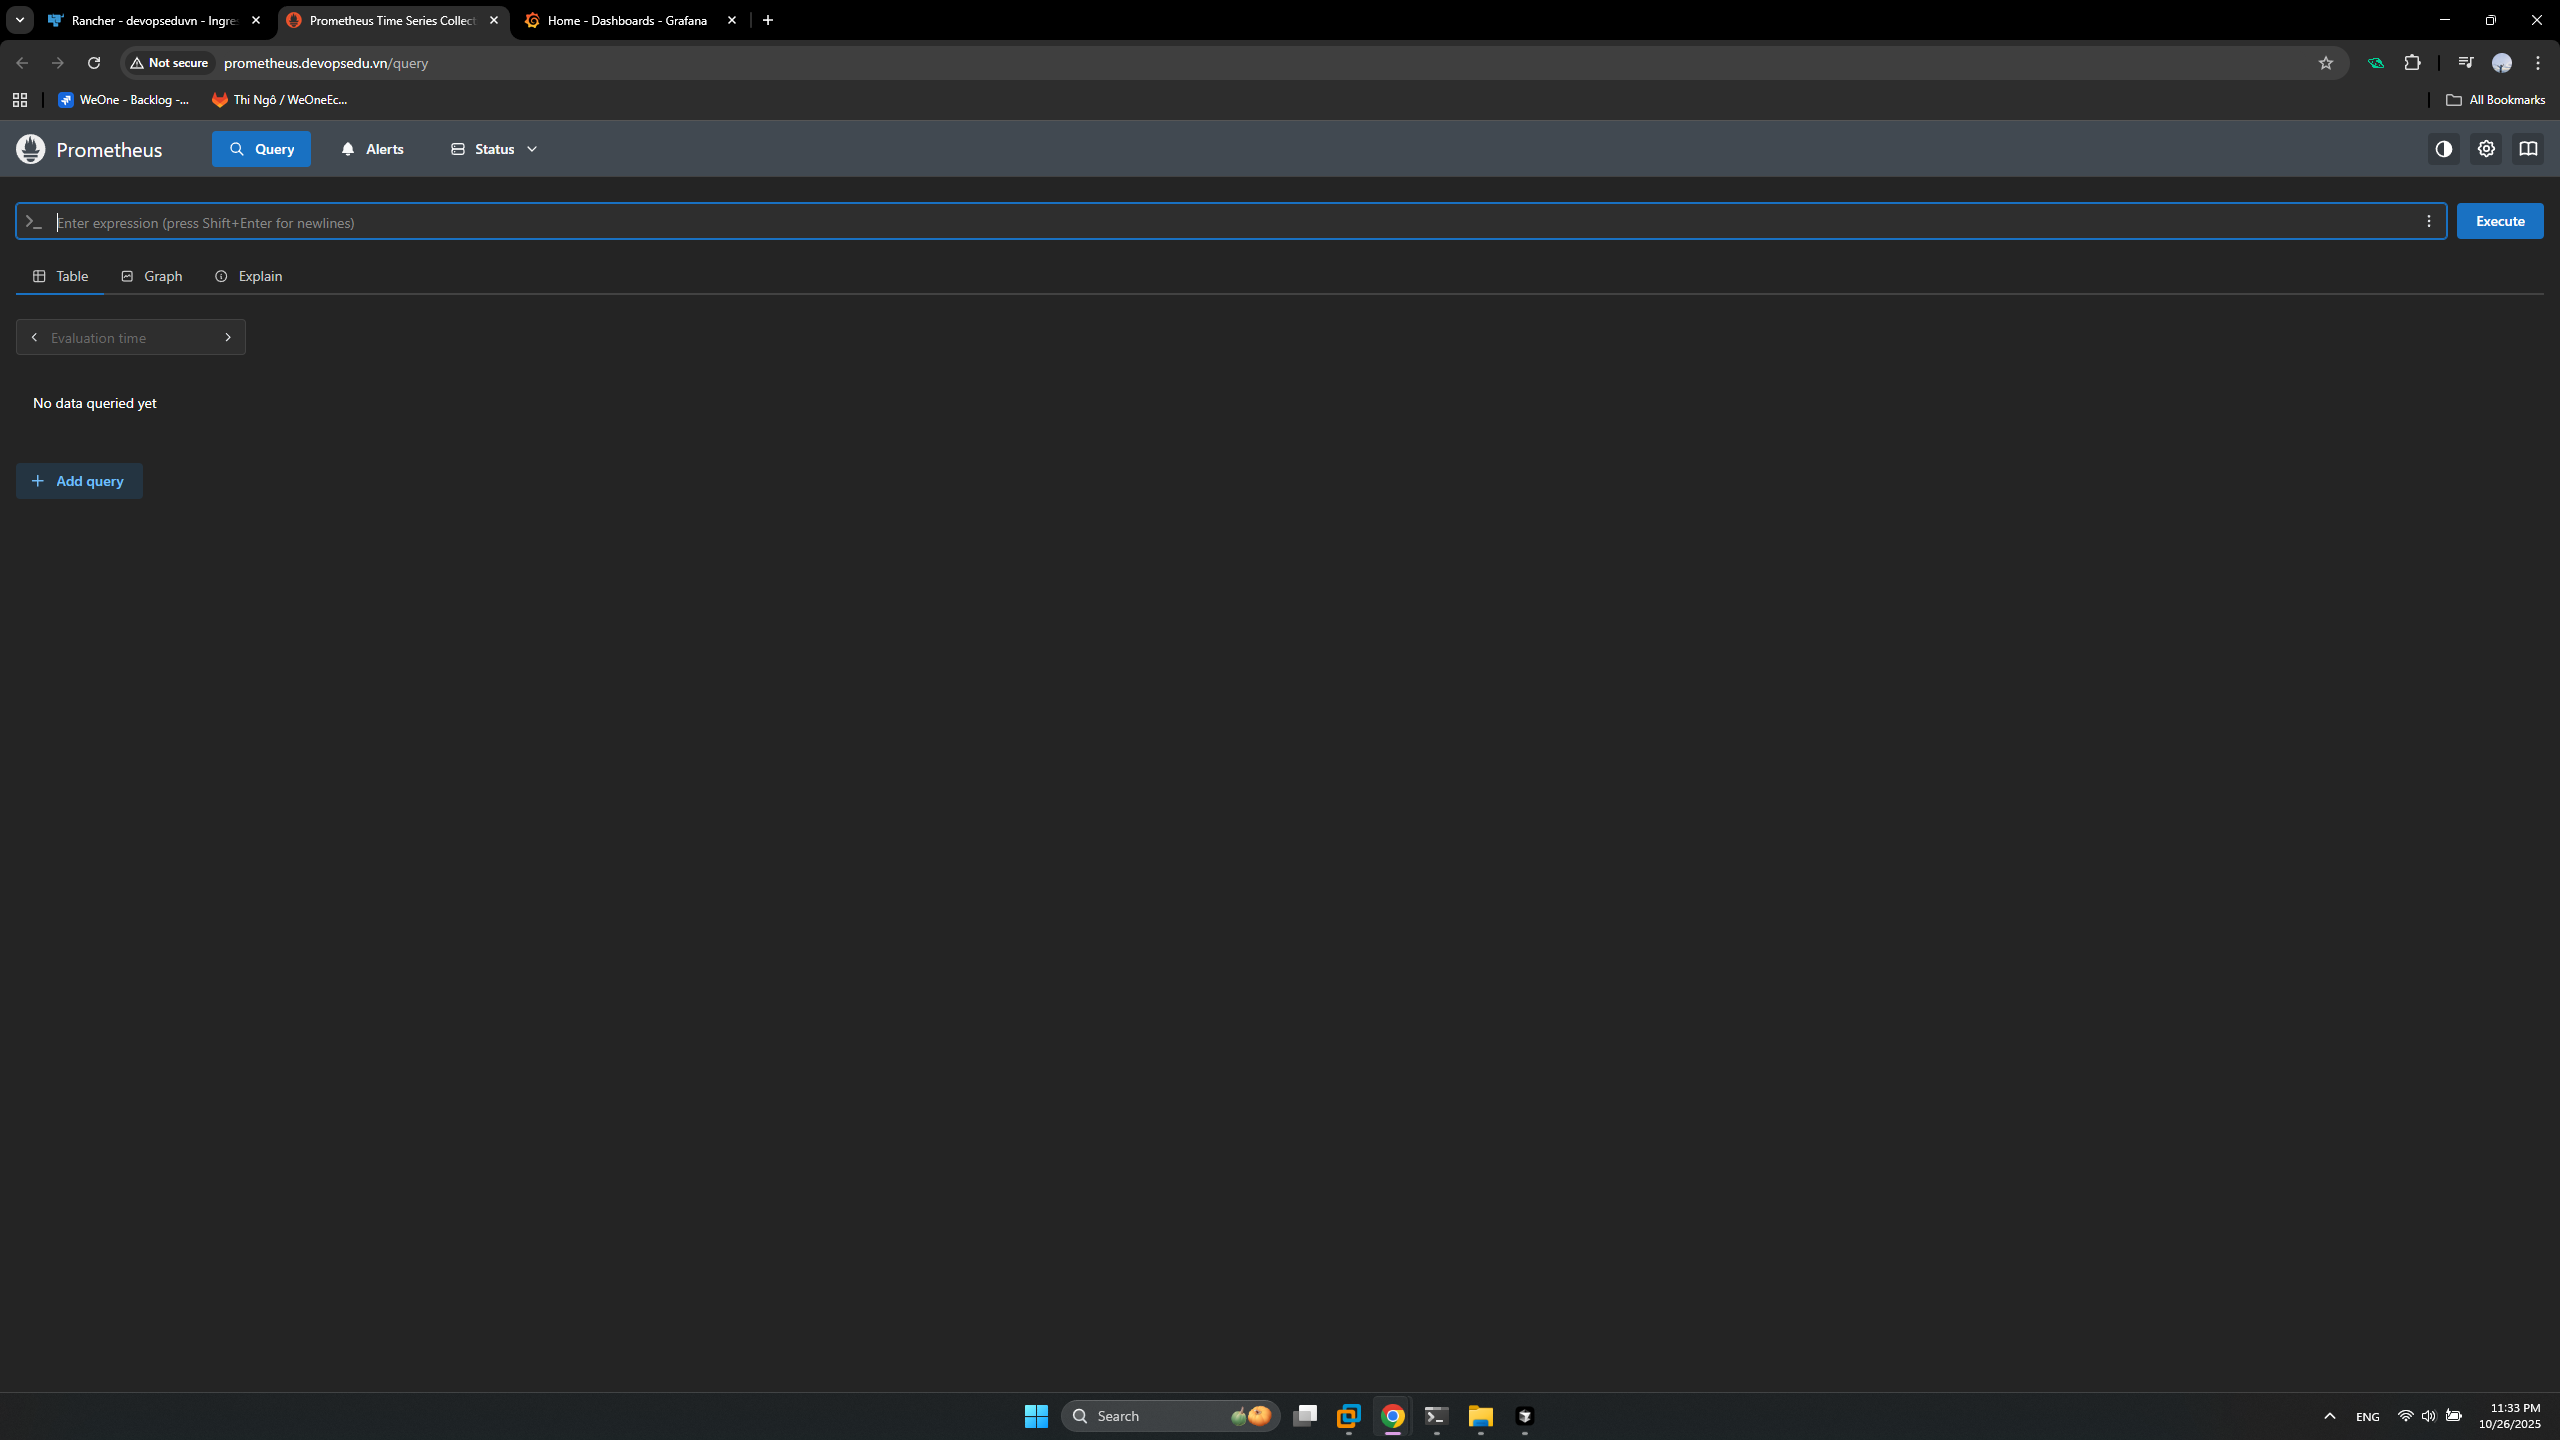 Rancher - devopseduvn - Ingre
Prometheus Time Series Collect
Home - Dashboards - Grafana
Not secure
prometheus.devopsedu.vn/query
WeOne - Backlog -...
Thi Ngô / WeOneEc...
All Bookmarks
Prometheus
Query
Alerts
Status
Enter expression (press Shift+Enter for newlines)
Execute
Table
Graph
Explain
Evaluation time
No data queried yet
Add query
Search
ENG
11:33 PM
10/26/2025